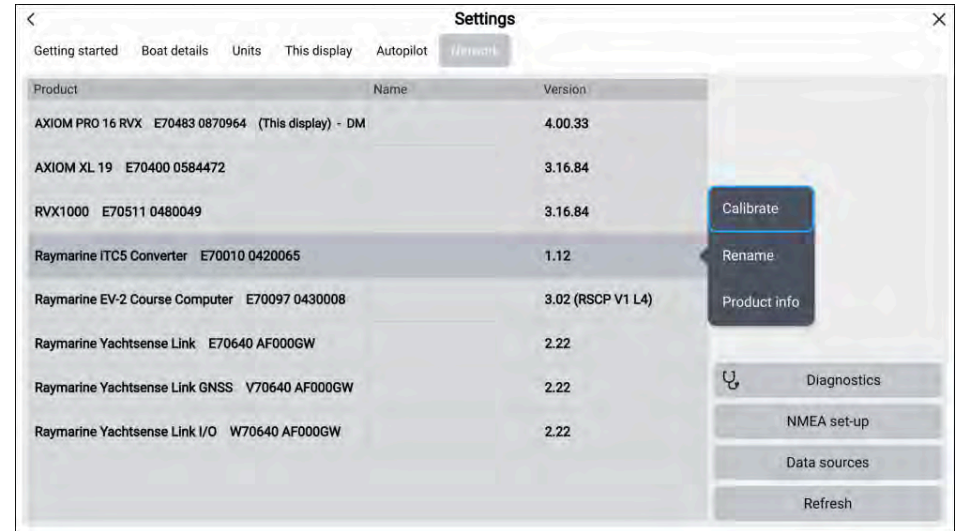 Settings
Getting started Boat details Units This display Autopilot Network
Product Name Version
AXIOM PRO 16 RVX E70483 0870964 (This display) - DM 4.00.33
AXIOM XL 19 E70400 0584472 3.16.84
RVX1000 E70511 0480049 3.16.84
Calibrate
Raymarine iTC5 Converter E70010 0420065 1.12
Rename
Raymarine EV-2 Course Computer E70097 0430008 3.02 (RSCP V1 L4)
Product info
Raymarine Yachtsense Link E70640 AF000GW 2.22
Raymarine Yachtsense Link GNSS V70640 AF000GW 2.22
Diagnostics
Raymarine Yachtsense Link I/O W70640 AF000GW 2.22
NMEA set-up
Data sources
Refresh